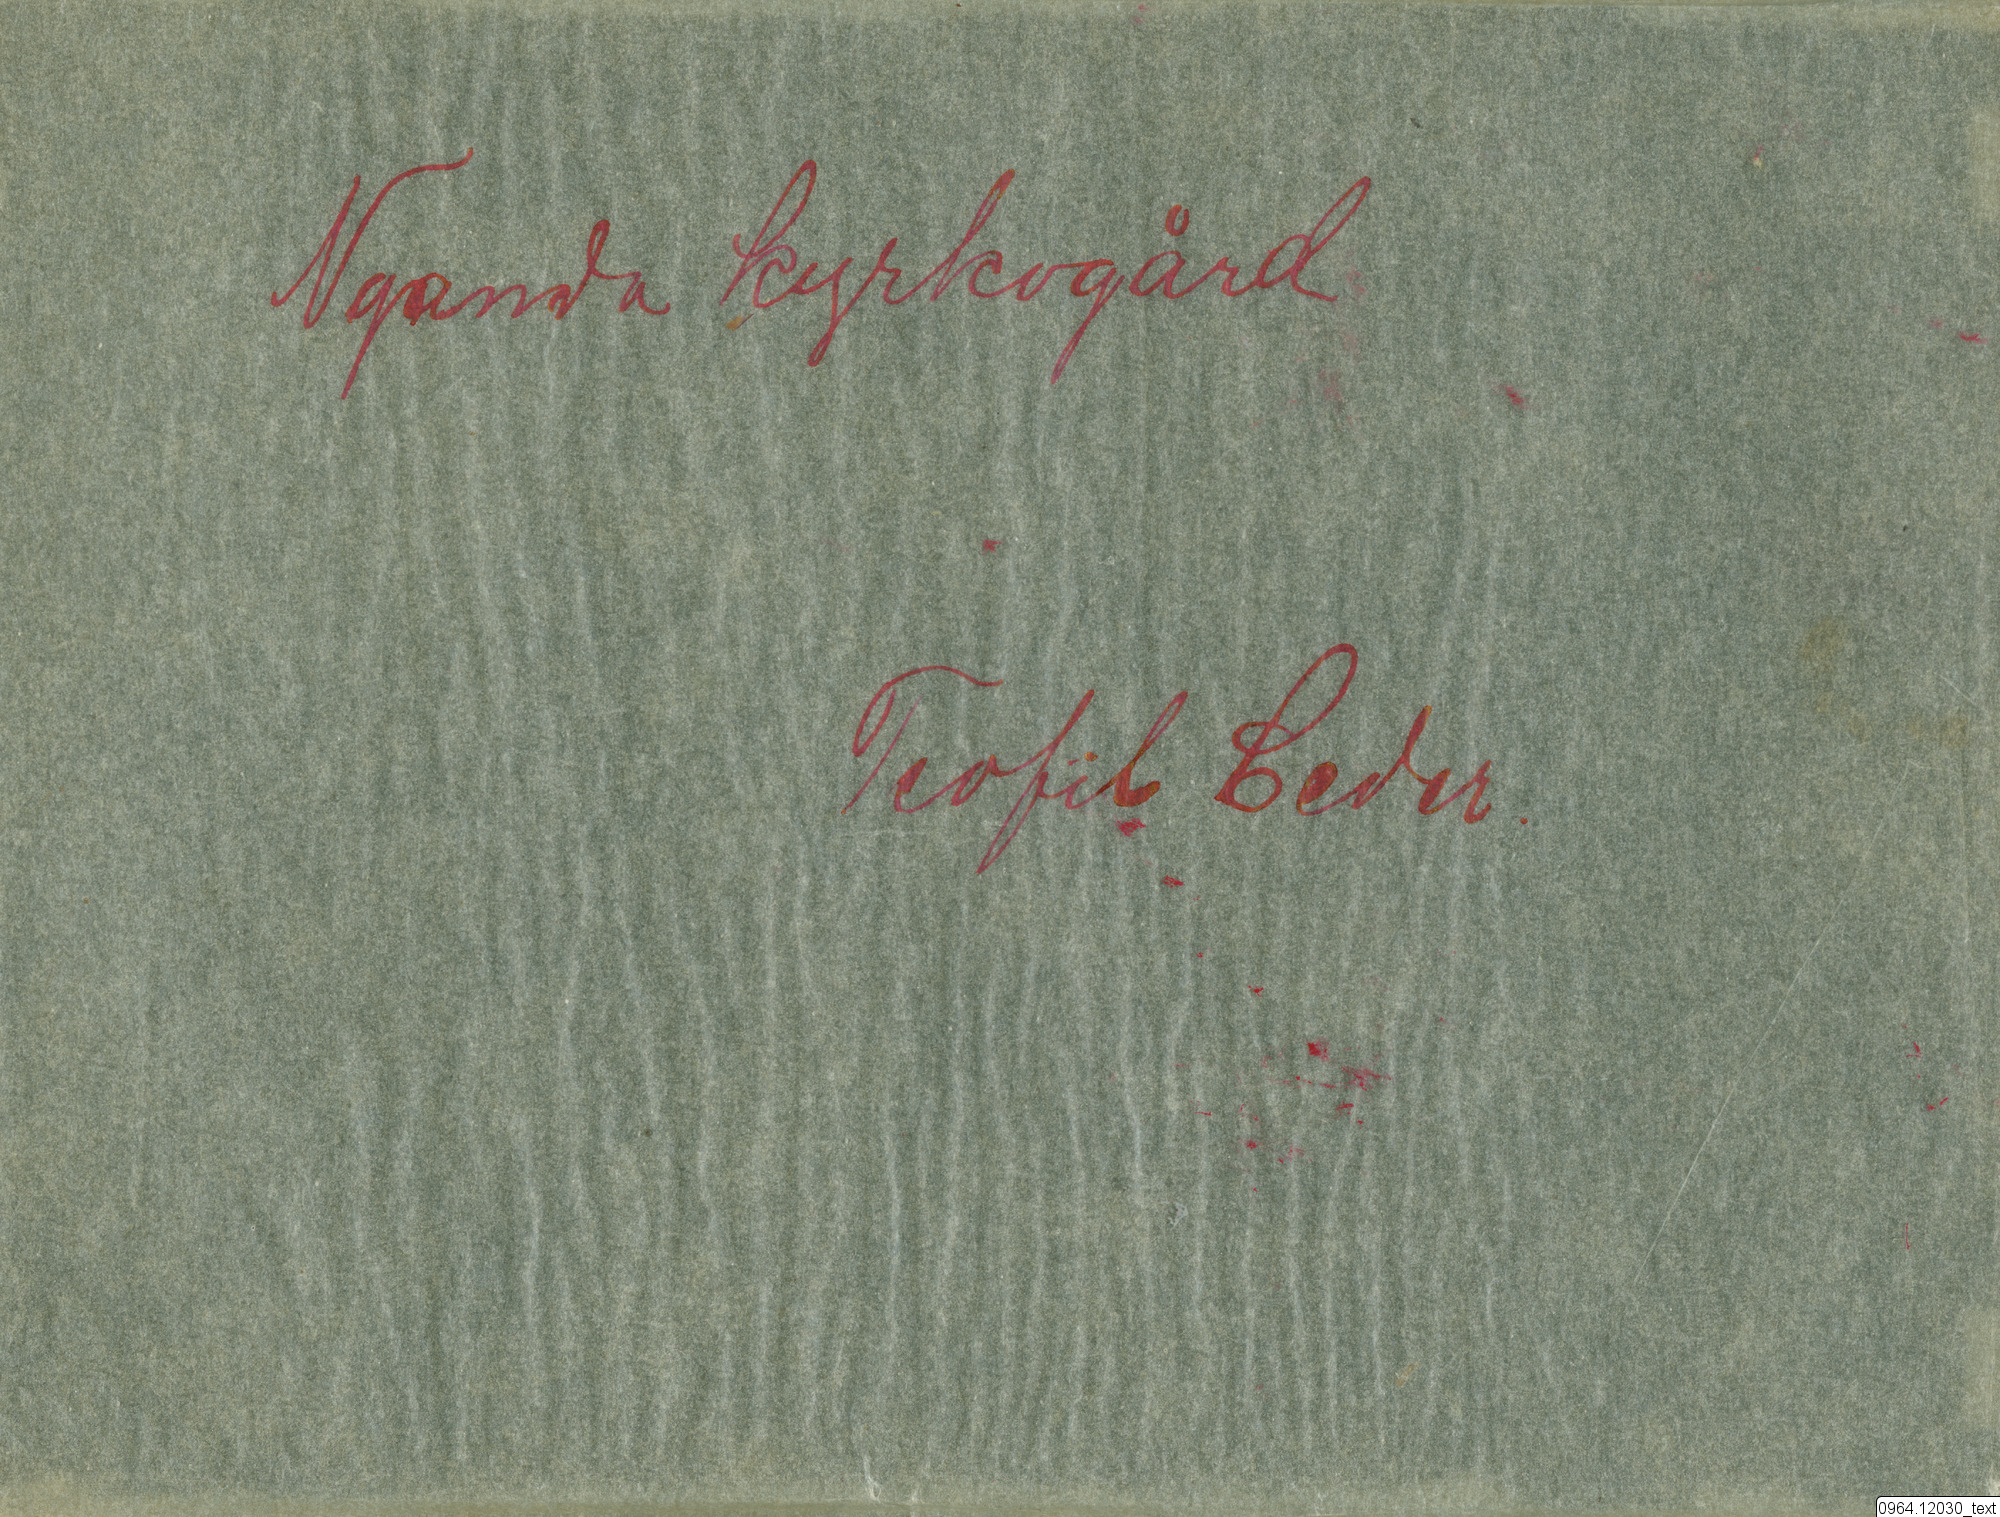 Nganda kyrkogård
Teofil Ceder.
0964.12030_text